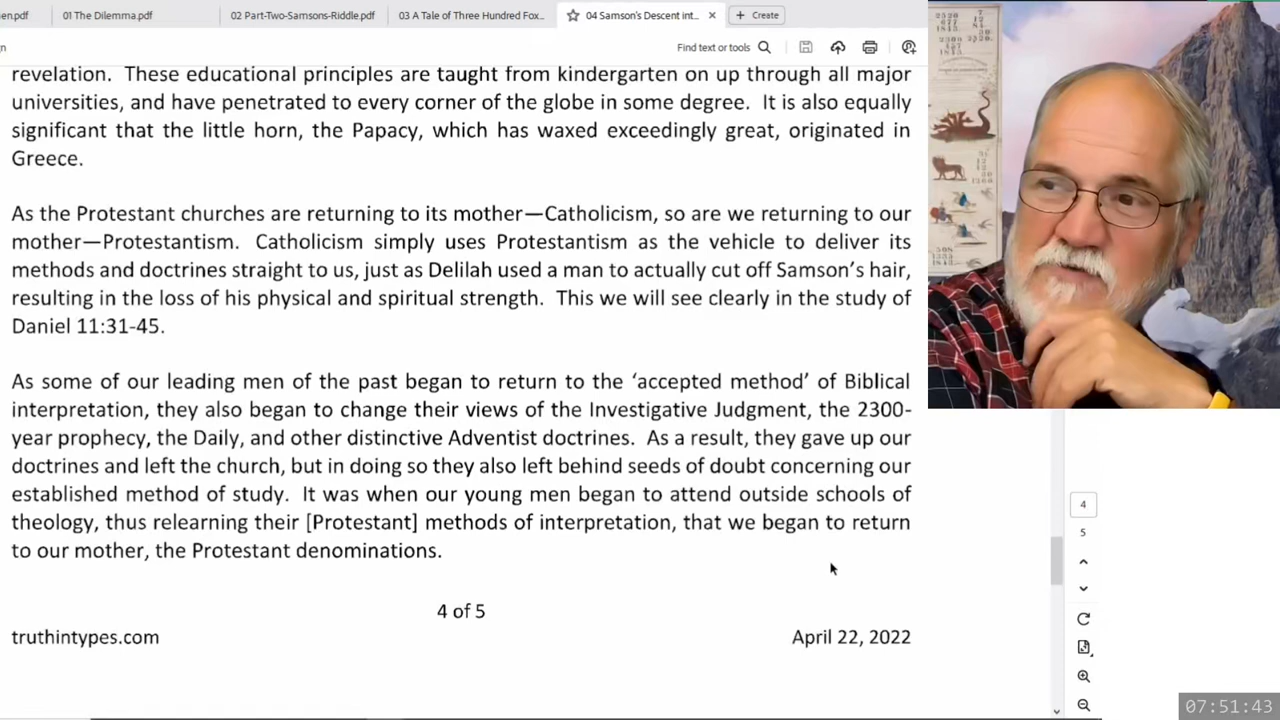 en.pdf
01 The Dilemma.pdf
02 Part-Two-Samsons-Riddle.pdf
03 A Tale of Three Hundred Fox...
04 Samson's Descent int...
Create
n
Find text or tools
revelation. These educational principles are taught from kindergarten on up through all major
universities, and have penetrated to every corner of the globe in some degree. It is also equally
significant that the little horn, the Papacy, which has waxed exceedingly great, originated in
Greece.
As the Protestant churches are returning to its mother—Catholicism, so are we returning to our
mother—Protestantism. Catholicism simply uses Protestantism as the vehicle to deliver its
methods and doctrines straight to us, just as Delilah used a man to actually cut off Samson's hair,
resulting in the loss of his physical and spiritual strength. This we will see clearly in the study of
Daniel 11:31-45.
As some of our leading men of the past began to return to the 'accepted method' of Biblical
interpretation, they also began to change their views of the Investigative Judgment, the 2300-
year prophecy, the Daily, and other distinctive Adventist doctrines. As a result, they gave up our
doctrines and left the church, but in doing so they also left behind seeds of doubt concerning our
established method of study. It was when our young men began to attend outside schools of
theology, thus relearning their [Protestant] methods of interpretation, that we began to return
to our mother, the Protestant denominations.
4 of 5
truthintypes.com
April 22, 2022
4
5
2520
677
1843
07:51:43